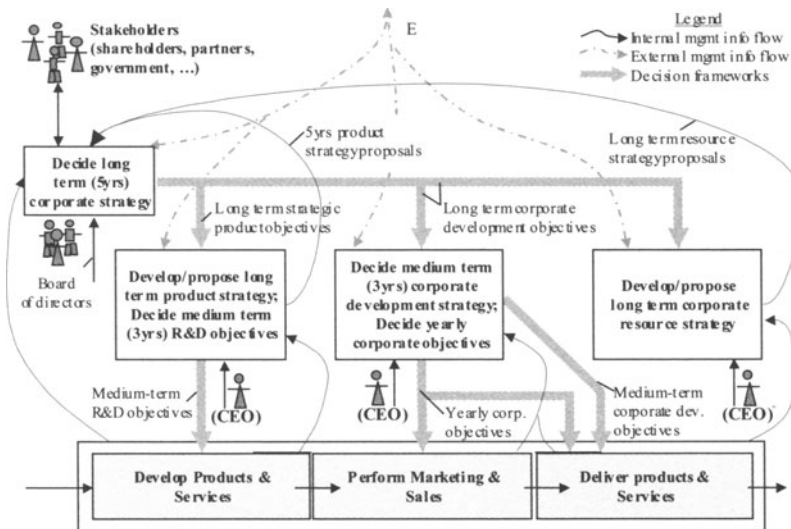 Stakeholders
(shareholders, partners,
government, ...)
E
Legend
Internal mgmt info flow
External mgmt info flow
Decision frameworks
5yrs product
strategyproposals
Long term resource
strategyproposals
Decide long
term (5yrs)
corporate strategy
Long term strategic
product objectives
Long term corporate
development objectives
Board
of directors
Develop/propose long
term product strategy;
Decide medium term
(3yrs) R&D objectives
Decide medium term
(3yrs) corporate
development strategy;
Decide yearly
corporate objectives
Develop/propose
long term corporate
resource strategy
Medium-term
R&D objectives
(CEO)
(CEO)
Yearly corp.
objectives
Medium-term
corporate dev.
objectives
(CEO)
Develop Products &
Services
Perform Marketing &
Sales
Deliver products &
Services